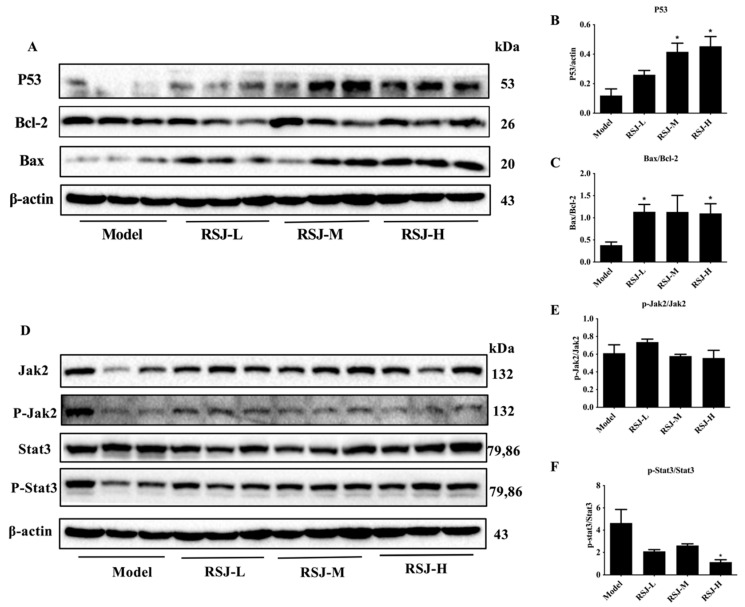 A
kDa
P53
53
Bcl-2
26
Bax
20
β-actin
43
Model RSJ-L RSJ-M RSJ-H
B
P53
P53/actin
0.6
0.4
0.2
0.0
* *
Model RSJ-L RSJ-M RSJ-H
C
Bax/Bcl-2
Bax/Bcl-2
2.0
1.5
1.0
0.5
0.0
* *
Model RSJ-L RSJ-M RSJ-H
D
kDa
Jak2
132
P-Jak2
132
Stat3
79,86
P-Stat3
79,86
β-actin
43
Model RSJ-L RSJ-M RSJ-H
E
p-Jak2/Jak2
p-Jak2/Jak2
1.0
0.8
0.6
0.4
0.2
0.0
Model RSJ-L RSJ-M RSJ-H
F
p-Stat3/Stat3
p-stat3/Stat3
8
6
4
2
0
*
Model RSJ-L RSJ-M RSJ-H